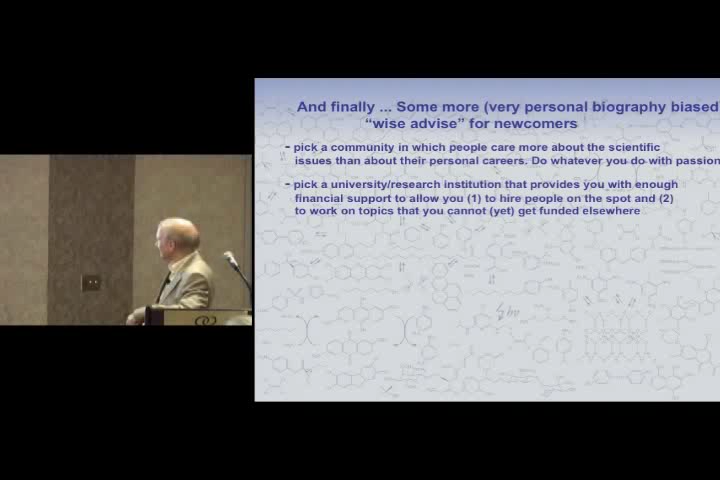 And finally ... Some more (very personal biography biased
“wise advise” for newcomers
- pick a community in which people care more about the scientific
issues than about their personal careers. Do whatever you do with passion
- pick a university/research institution that provides you with enough
financial support to allow you (1) to hire people on the spot and (2)
to work on topics that you cannot (yet) get funded elsewhere